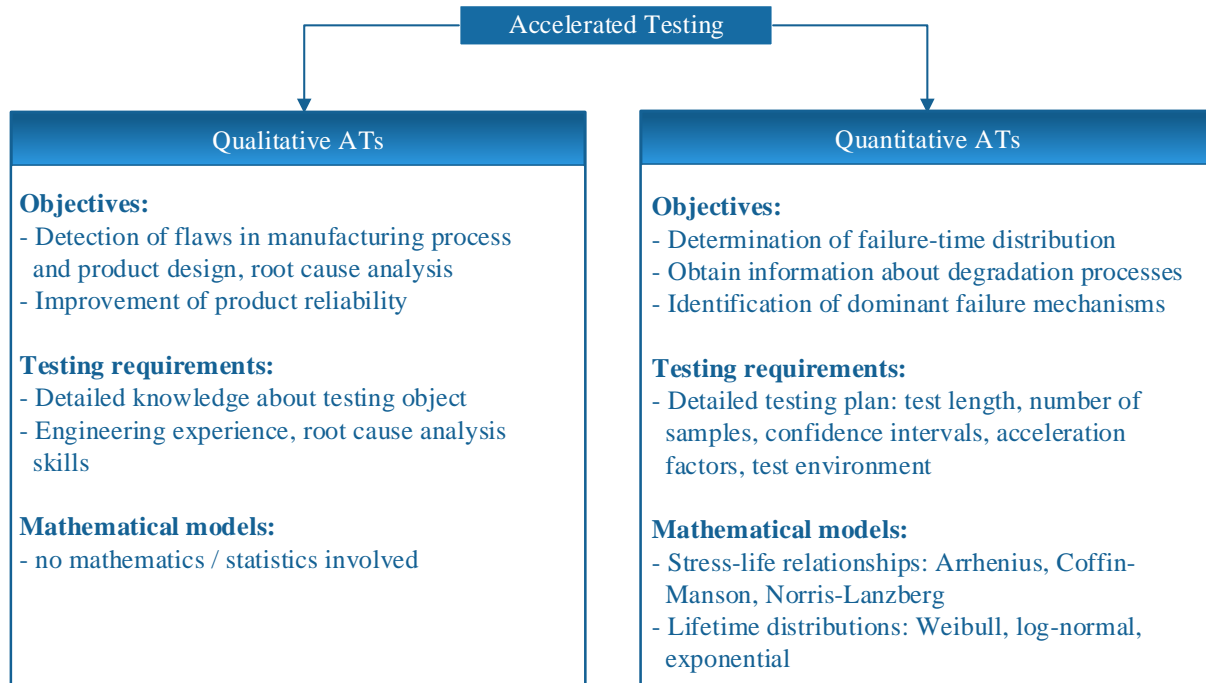 Accelerated Testing
Qualitative ATs
Objectives:
- Detection of flaws in manufacturing process
and product design, root cause analysis
- Improvement of product reliability
Testing requirements:
- Detailed knowledge about testing object
- Engineering experience, root cause analysis
skills
Mathematical models:
- no mathematics / statistics involved
Quantitative ATs
Objectives:
- Determination of failure-time distribution
- Obtain information about degradation processes
- Identification of dominant failure mechanisms
Testing requirements:
- Detailed testing plan: test length, number of
samples, confidence intervals, acceleration
factors, test environment
Mathematical models:
- Stress-life relationships: Arrhenius, Coffin-
Manson, Norris-Lanzberg
- Lifetime distributions: Weibull, log-normal,
exponential